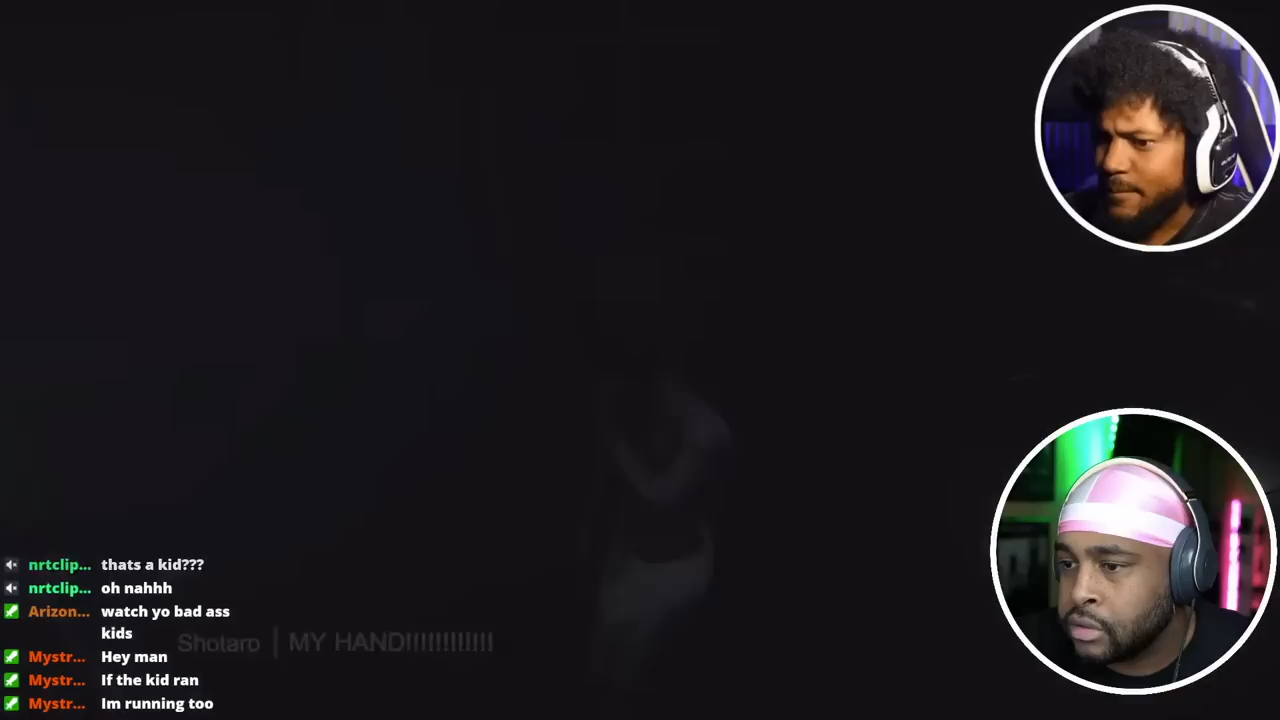 nrtclip... thats a kid???
nrtclip... oh nahhh
Arizon... watch yo bad ass
kids
Shotaro | MY HAND!!!!!!!!!!!!!
Mystr... Hey man
Mystr... If the kid ran
Mystr... Im running too